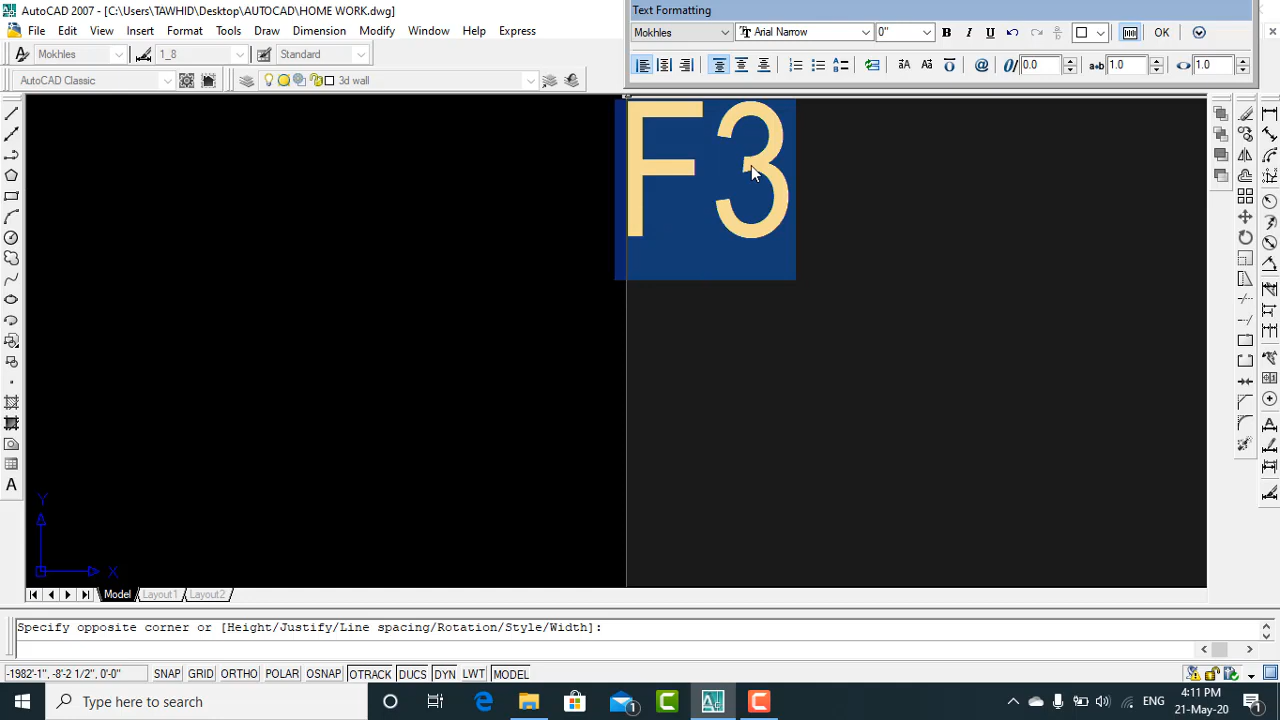 AutoCAD 2007 - [C:\Users\TAWHID\Desktop\AUTOCAD\HOME WORK.dwg]
Text Formatting
File Edit View Insert Format Tools Draw Dimension Modify Window Help Express
Mokhles Arial Narrow 0" B I U OK
Mokhles 1_8 Standard
0.0 a+b 1.0 1.0
AutoCAD Classic 3d wall
F3
Y
X
A
Model Layout1 Layout2
Specify opposite corner or [Height/Justify/Line spacing/Rotation/Style/Width]:
-1982'-1", -8'-2 1/2", 0'-0" SNAP GRID ORTHO POLAR OSNAP OTRACK DUCS DYN LWT MODEL
Type here to search
1
ENG
4:11 PM
21-May-20
1